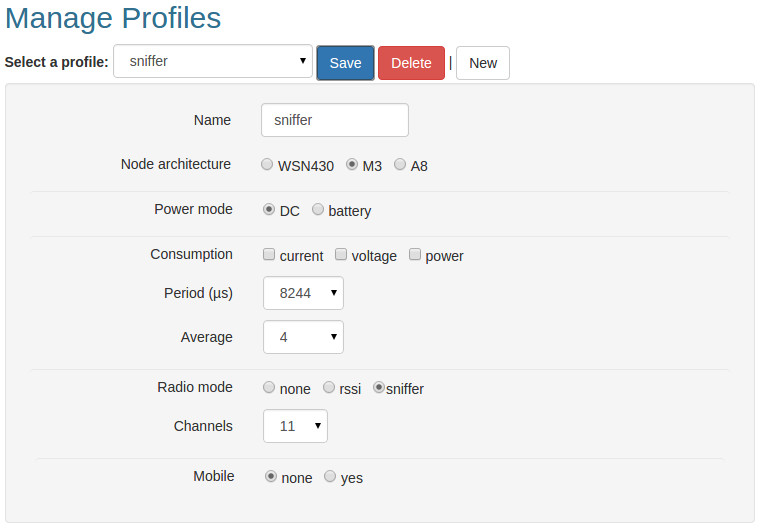 Manage Profiles
Select a profile: sniffer Save Delete | New
Name sniffer
Node architecture WSN430 M3 A8
Power mode DC battery
Consumption current voltage power
Period (µs) 8244
Average 4
Radio mode none rssi sniffer
Channels 11
Mobile none yes